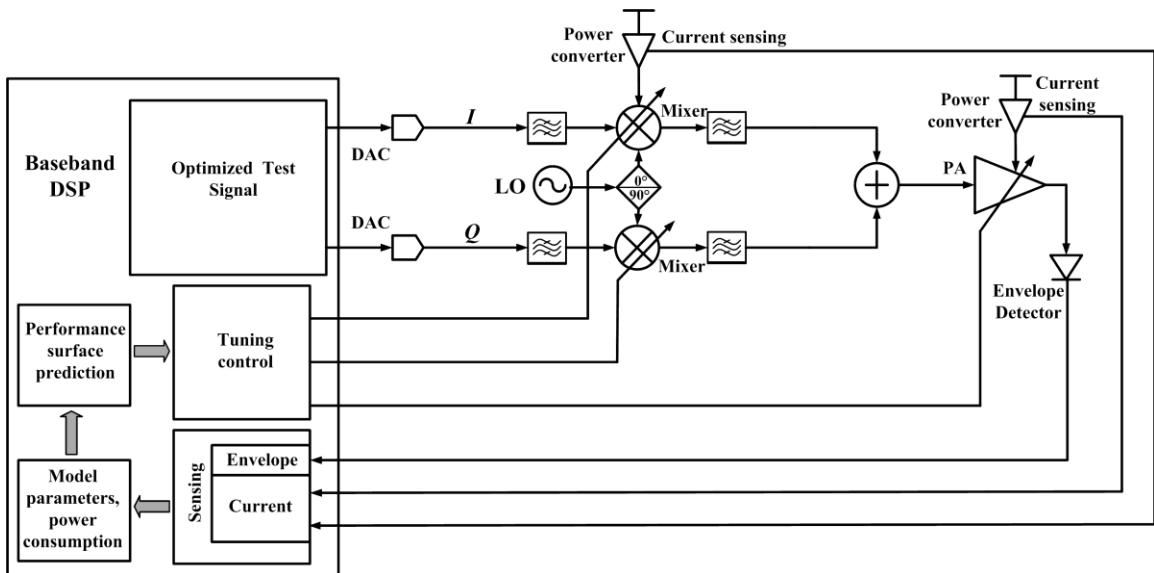 Power
converter
Current sensing
Power
converter
Current
sensing
Baseband
DSP
Optimized Test
Signal
DAC
I
Mixer
LO
0°
90°
PA
DAC
Q
Mixer
Envelope
Detector
Performance
surface
prediction
Tuning
control
Model
parameters,
power
consumption
Sensing
Envelope
Current